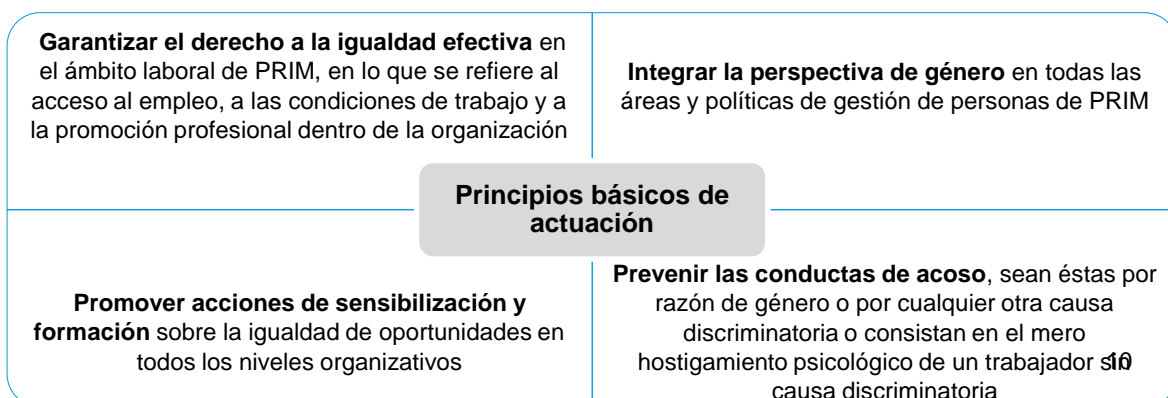 Garantizar el derecho a la igualdad efectiva en
el ámbito laboral de PRIM, en lo que se refiere al
acceso al empleo, a las condiciones de trabajo y a
la promoción profesional dentro de la organización
Integrar la perspectiva de género en todas las
áreas y políticas de gestión de personas de PRIM
Principios básicos de
actuación
Promover acciones de sensibilización y
formación sobre la igualdad de oportunidades en
todos los niveles organizativos
Prevenir las conductas de acoso, sean éstas por
razón de género o por cualquier otra causa
discriminatoria o consistan en el mero
hostigamiento psicológico de un trabajador sin
causa discriminatoria
10